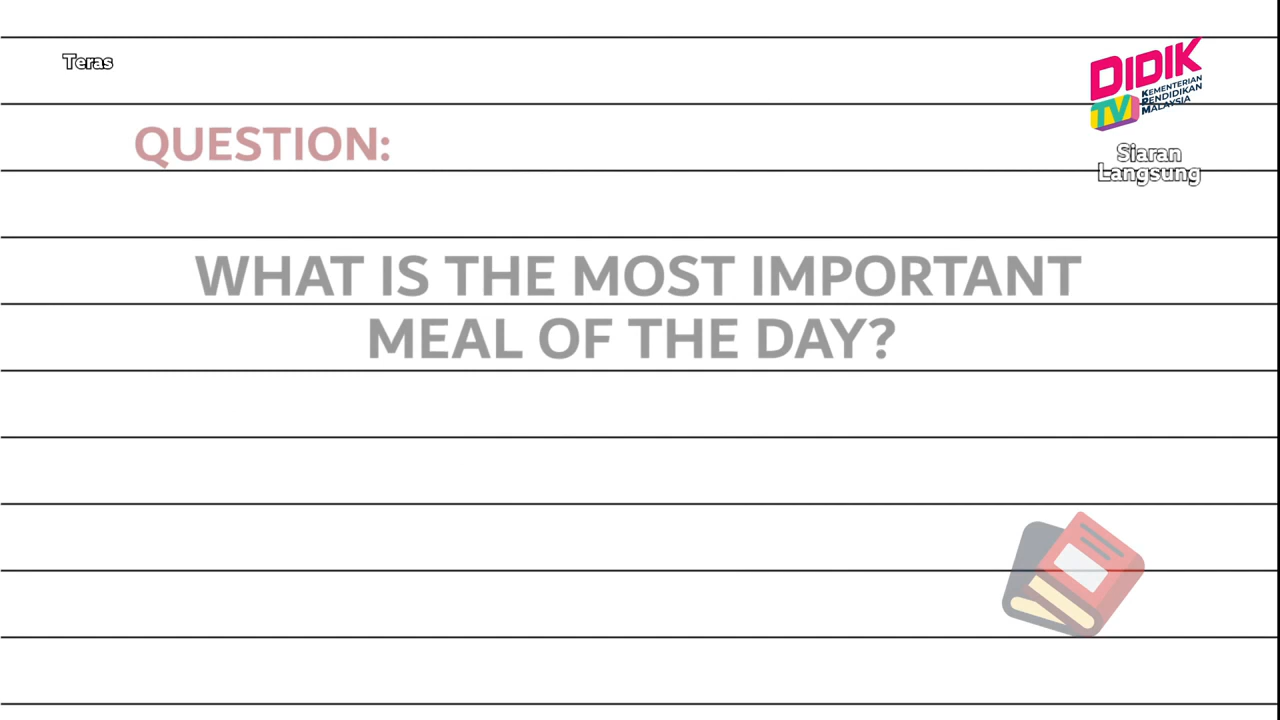 Teras
DIDIK
TV
KEMENTERIAN
PENDIDIKAN
MALAYSIA
Siaran
Langsung
QUESTION:
WHAT IS THE MOST IMPORTANT
MEAL OF THE DAY?